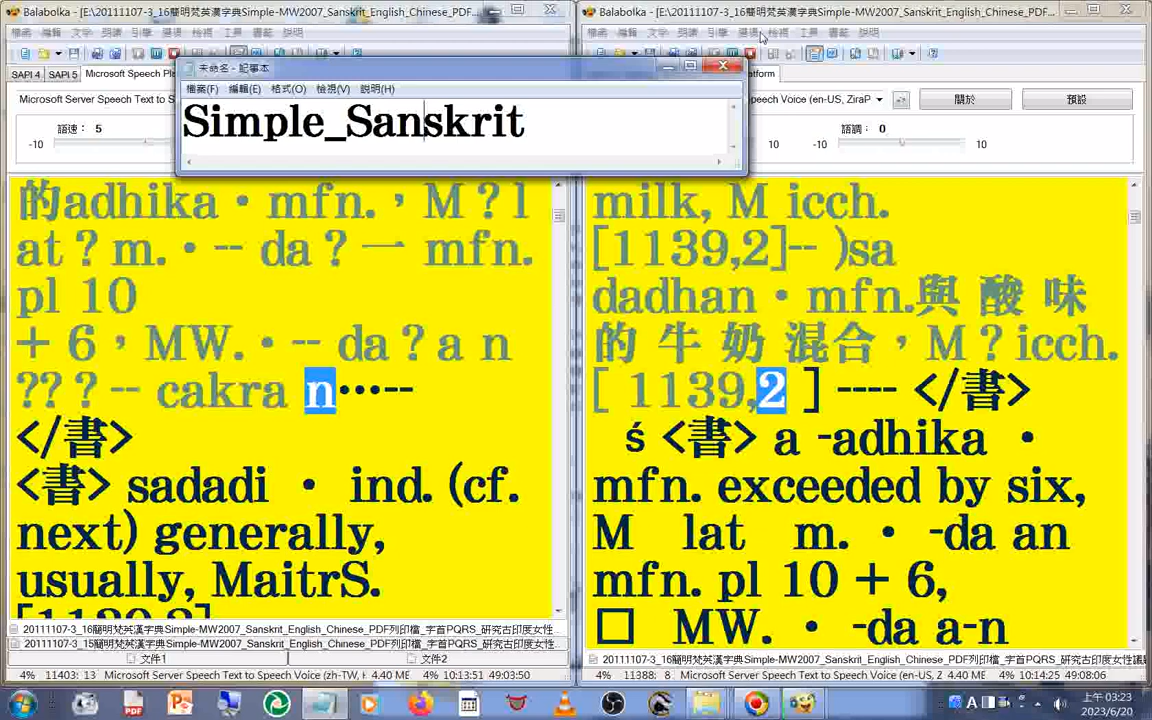 Balabolka - [E:\20111107-3_16簡明梵英漢字典Simple-MW2007_Sanskrit_English_Chinese_PDF...
Balabolka - [E:\20111107-3_16簡明梵英漢字典Simple-MW2007_Sanskrit_English_Chinese_PDF...
未命名 - 記事本
檔案(F) 編輯(E) 格式(O) 檢視(V) 說明(H)
Simple_Sanskrit
SAPI 4 SAPI 5 Microsoft Speech Pl
Microsoft Server Speech Text to
語速： 5
-10
atform
peech Voice (en-US, ZiraP
關於
預設
語調： 0
10 -10 10
的adhika・mfn.，M？l
at？m.・-- da？一 mfn.
pl 10
+ 6，MW.・-- da？a n
???？-- cakra n…--
</書>
<書> sadadi ・ ind. (cf.
next) generally,
usually, MaitrS.
[1139,2]
milk, M icch.
[1139,2]-- )sa
dadhan・mfn.與 酸 味
的 牛 奶 混合，M？icch.
[ 1139,2 ] ---- </書>
ś <書> a -adhika ・
mfn. exceeded by six,
M lat m. ・ -da an
mfn. pl 10 + 6,
□ MW. ・ -da a-n
20111107-3_16簡明梵英漢字典Simple-MW2007_Sanskrit_English_Chinese_PDF列印檔_字首PQRS_研究古印度女性...
20111107-3_15簡明梵英漢字典Simple-MW2007_Sanskrit_English_Chinese_PDF列印檔_字首PQRS_研究古印度女性...
文件1 文件2
20111107-3_16簡明梵英漢字典Simple-MW2007_Sanskrit_English_Chinese_PDF列印檔_字首PQRS_研究古印度女性
4% 11403: 13 Microsoft Server Speech Text to Speech Voice (zh-TW, H 4.40 ME 4% 10:13:51 49:03:50
4% 11388: 8 Microsoft Server Speech Text to Speech Voice (en-US, Z 4.40 ME 4% 10:14:25 49:08:06
上午 03:23
2023/6/20